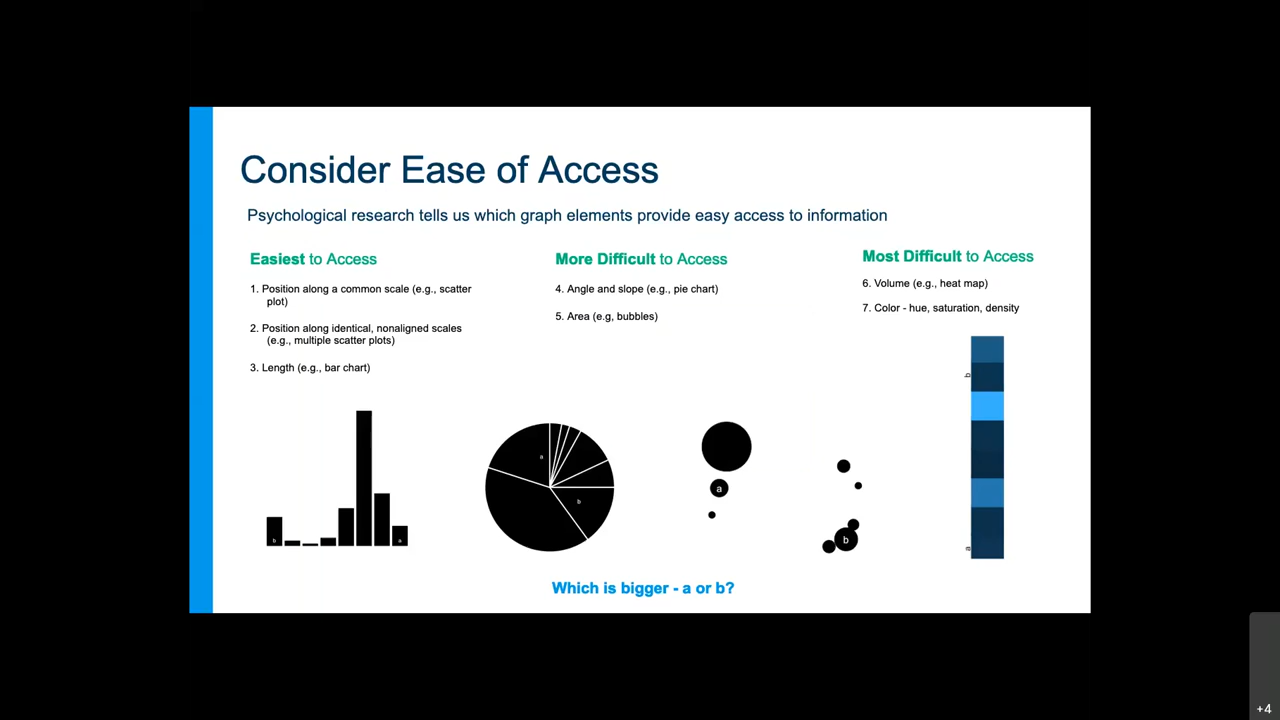 Consider Ease of Access
Psychological research tells us which graph elements provide easy access to information
Easiest to Access
1. Position along a common scale (e.g., scatter
plot)
2. Position along identical, nonaligned scales
(e.g., multiple scatter plots)
3. Length (e.g., bar chart)
More Difficult to Access
4. Angle and slope (e.g., pie chart)
5. Area (e.g, bubbles)
Most Difficult to Access
6. Volume (e.g., heat map)
7. Color - hue, saturation, density
b
a
a
b
a
b
b
a
Which is bigger - a or b?
+4